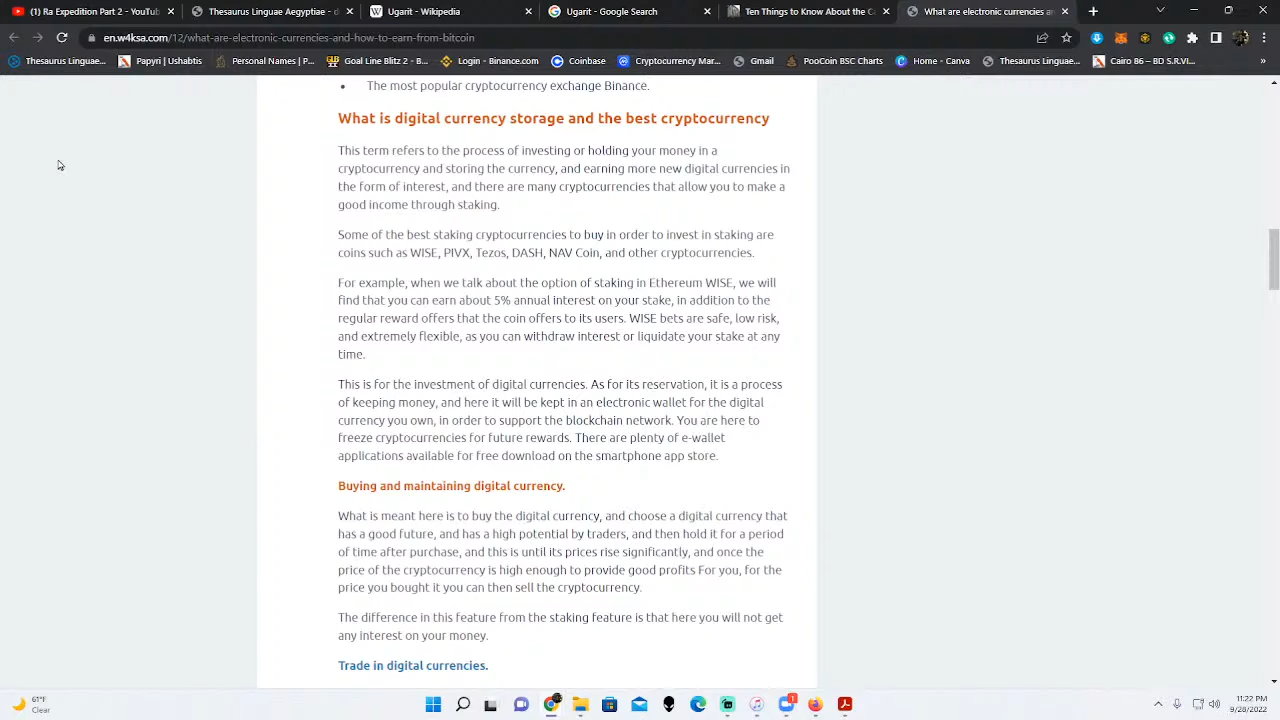 (1) Ba Expedition Part 2 - YouTub
Thesaurus Linguae Aegyptiae - d
Ugarit - Wikipedia
Ugarit - Google Serch
Ten Things to Know About the C
What are electronic currencies an
en.w4ksa.com/12/what-are-electronic-currencies-and-how-to-earn-from-bitcoin
Login - Binance.com
Coinbase
Cryptocurrency Mar...
Gmail
Poocoin BSC Charts
Home - Canva
»
• The most popular cryptocurrency exchange Binance.
What is digital currency storage and the best cryptocurrency
This term refers to the process of investing or holding your money in a
cryptocurrency and storing the currency, and earning more new digital currencies in
the form of interest, and there are many cryptocurrencies that allow you to make a
good income through staking.
Some of the best staking cryptocurrencies to buy in order to invest in staking are
coins such as WISE, PIVX, Tezos, DASH, NAV Coin, and other cryptocurrencies.
For example, when we talk about the option of staking in Ethereum WISE, we will
find that you can earn about 5% annual interest on your stake, in addition to the
regular reward offers that the coin offers to its users. WISE bets are safe, low risk,
and extremely flexible, as you can withdraw interest or liquidate your stake at any
time.
This is for the investment of digital currencies. As for its reservation, it is a process
of keeping money, and here it will be kept in an electronic wallet for the digital
currency you own, in order to support the blockchain network. You are here to
freeze cryptocurrencies for future rewards. There are plenty of e-wallet
applications available for free download on the smartphone app store.
Buying and maintaining digital currency.
What is meant here is to buy the digital currency, and choose a digital currency that
has a good future, and has a high potential by traders, and then hold it for a period
of time after purchase, and this is until its prices rise significantly, and once the
price of the cryptocurrency is high enough to provide good profits For you, for the
price you bought it you can then sell the cryptocurrency.
The difference in this feature from the staking feature is that here you will not get
any interest on your money.
Trade in digital currencies.
61°F
Clear
1
11:22 PM
9/28/2022